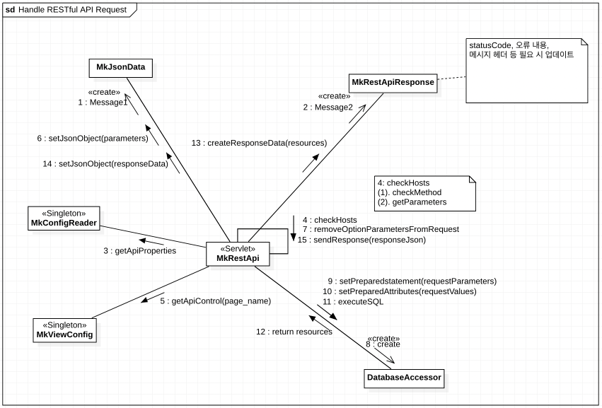 sd Handle RESTful API Request
statusCode, 오류 내용,
메시지 헤더 등 필요 시 업데이트
MkJsonData
MkRestApiResponse
«create»
1 : Message1
«create»
2 : Message2
6 : setJsonObject(parameters)
13 : createResponseData(resources)
14 : setJsonObject(responseData)
4: checkHosts
(1). checkMethod
(2). getParameters
«Singleton»
MkConfigReader
4 : checkHosts
7 : removeOptionParametersFromRequest
15 : sendResponse(responseJson)
3 : getApiProperties
«Servlet»
MkRestApi
9 : setPreparedstatement(requestParameters)
10 : setPreparedAttributes(requestValues)
11 : executeSQL
5 : getApiControl(page_name)
«Singleton»
MkViewConfig
12 : return resources
«create»
8 : create
DatabaseAccessor